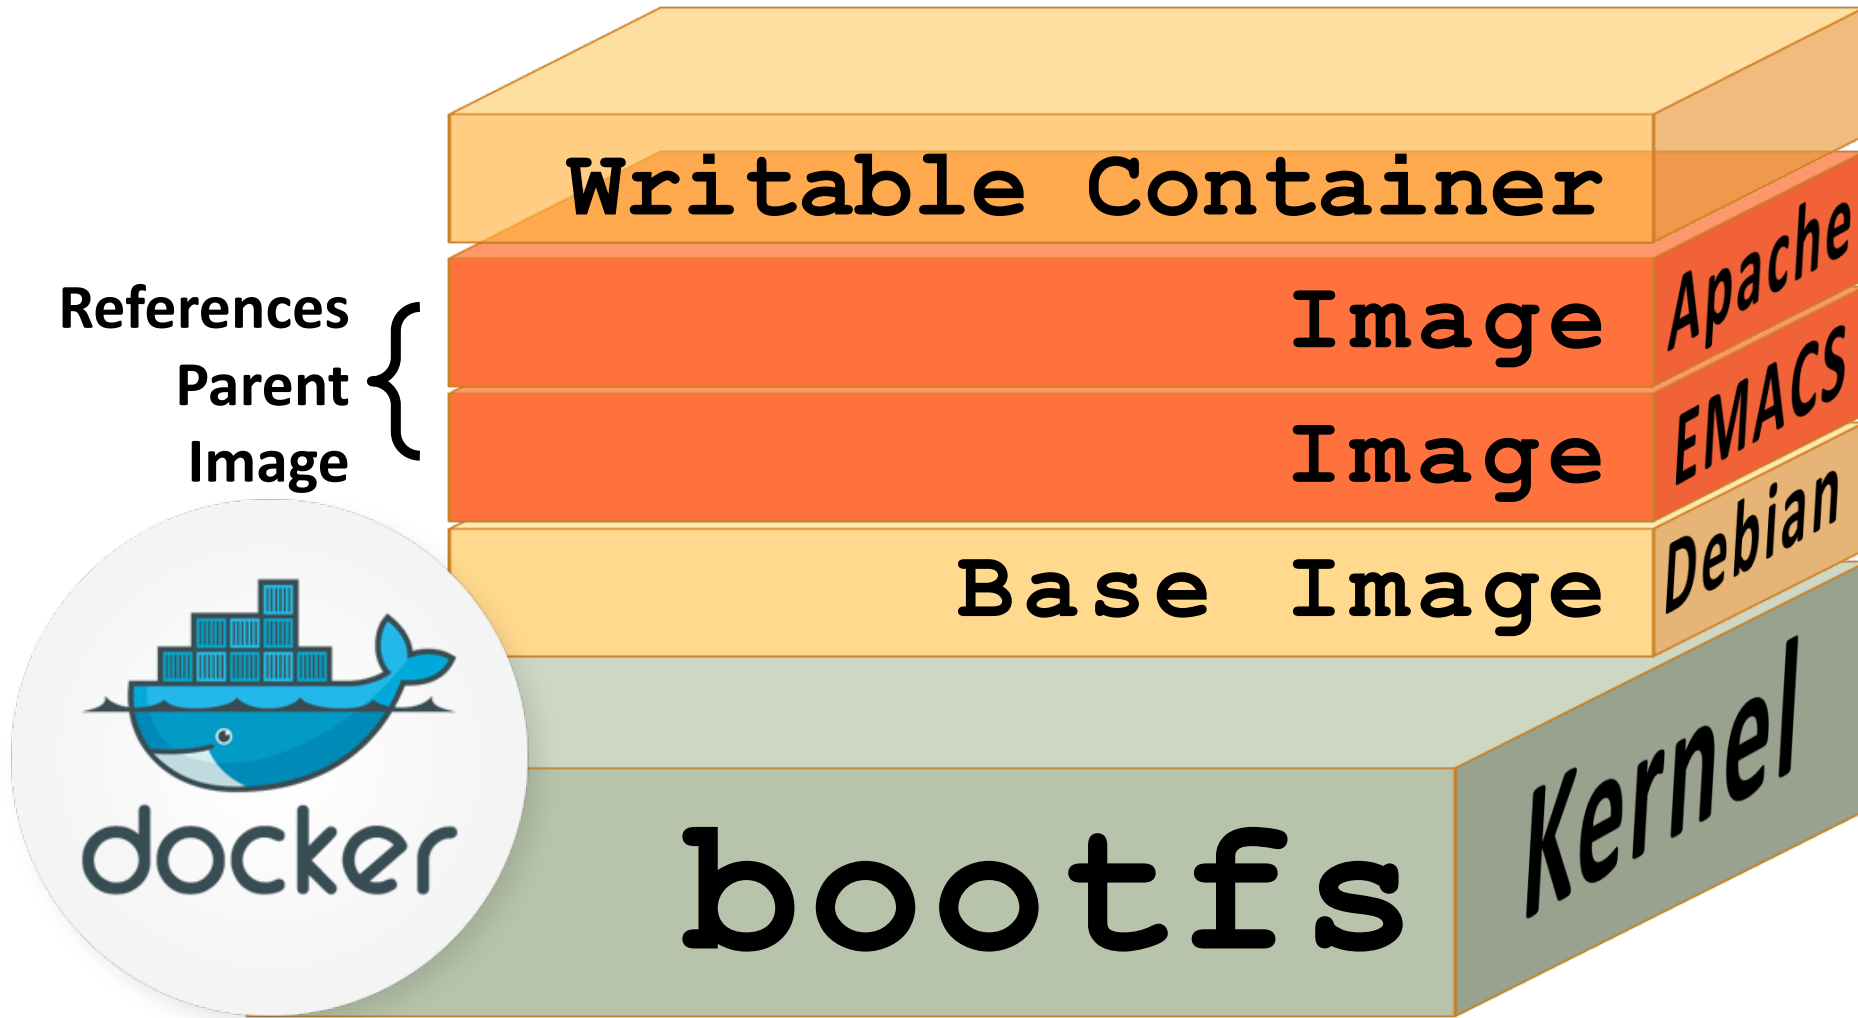 Writable Container
References
Parent
Image
Image
Apache
Image
EMACS
Base Image
Debian
docker
bootfs
Kernel